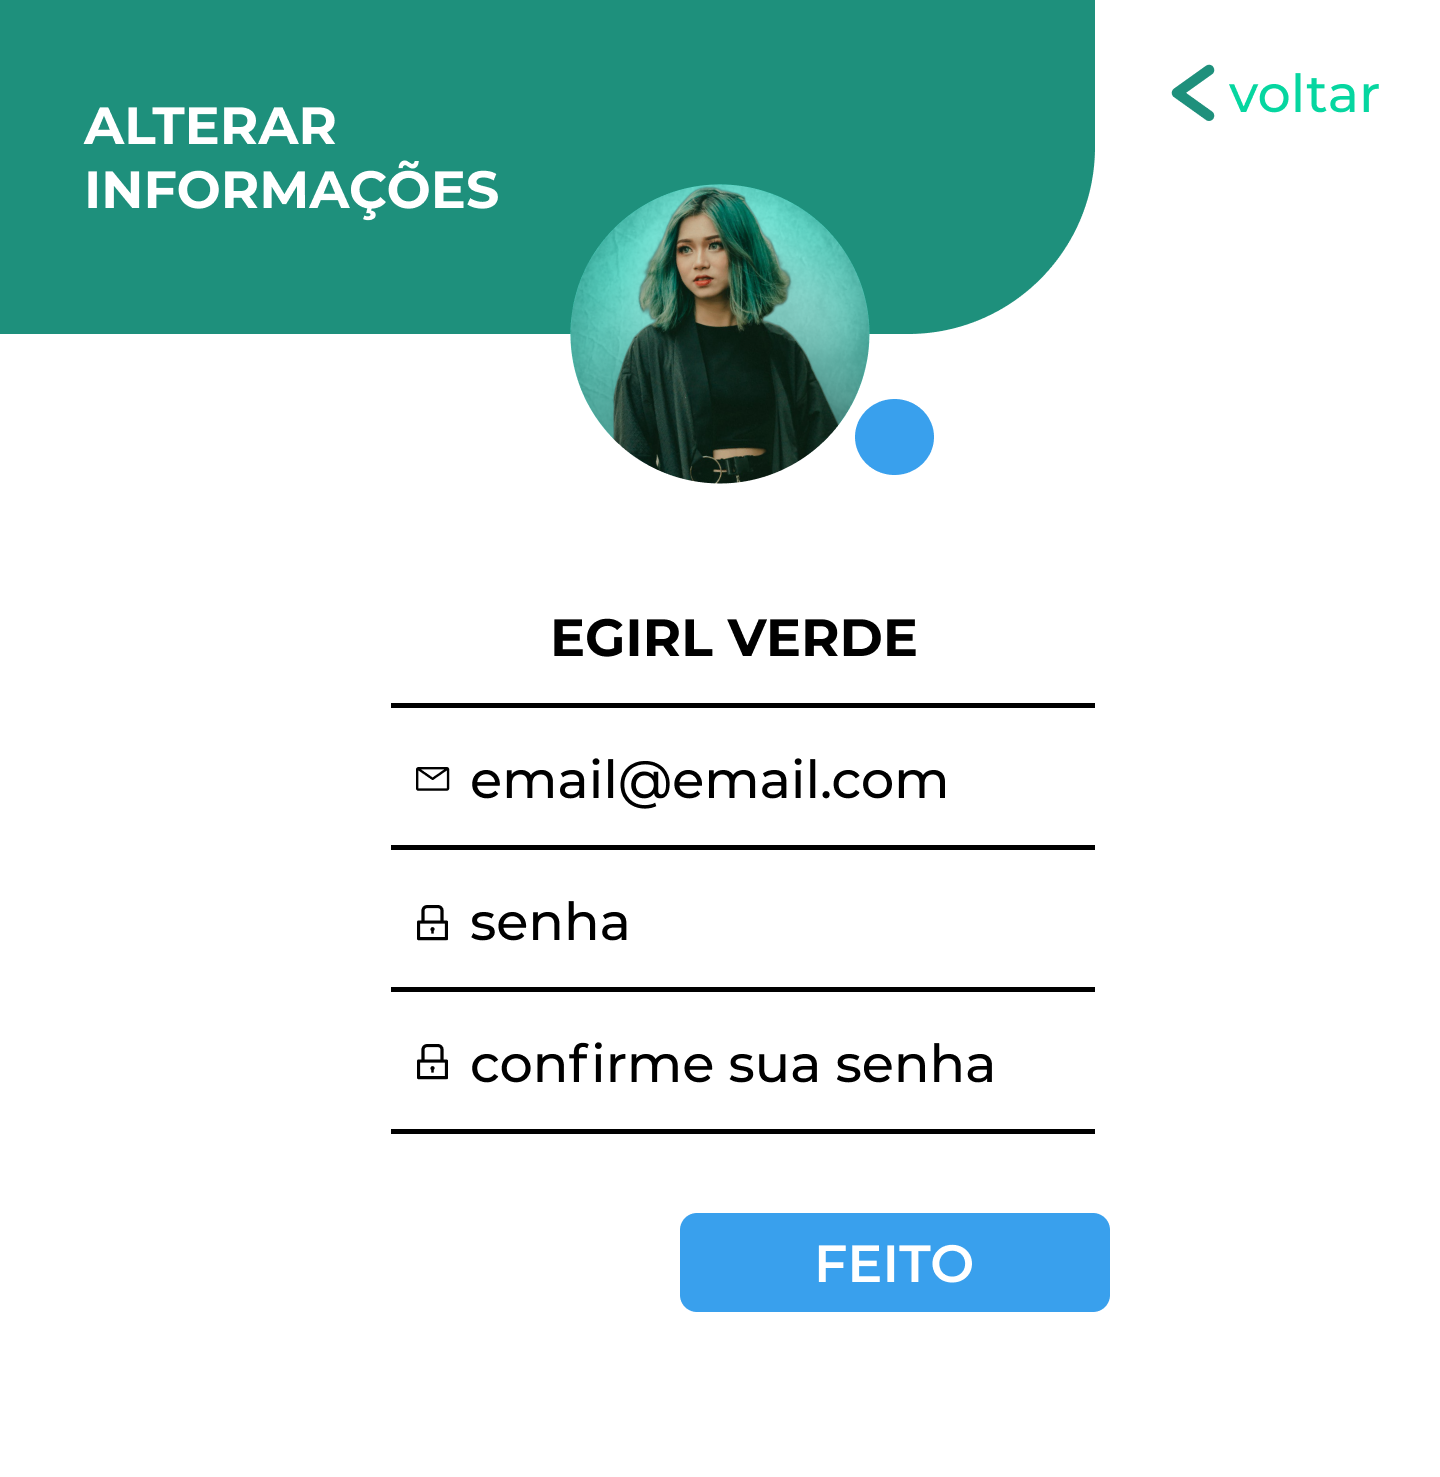 voltar
ALTERAR
INFORMAÇÕES
EGIRL VERDE
email@email.com
senha
confirme sua senha
FEITO